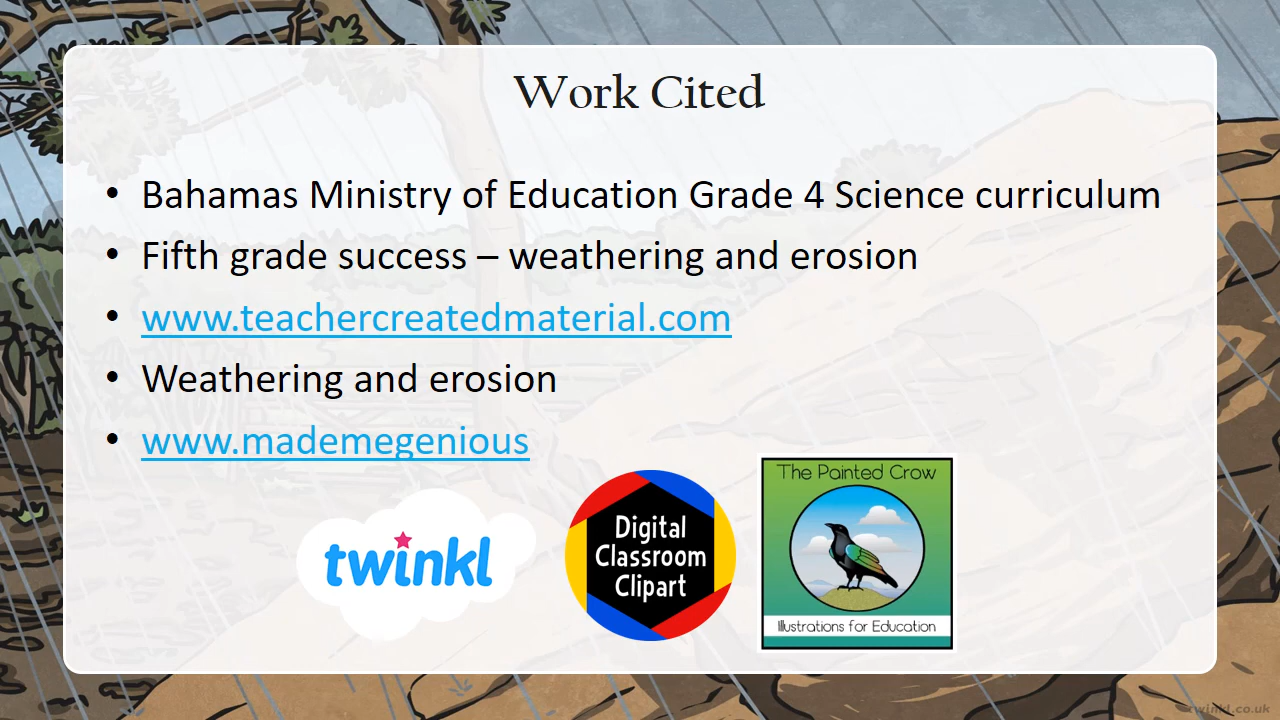 Work Cited
• Bahamas Ministry of Education Grade 4 Science curriculum
• Fifth grade success – weathering and erosion
• www.teachercreatedmaterial.com
• Weathering and erosion
• www.mademegenious
twinkl
Digital
Classroom
Clipart
The Painted Crow
Illustrations for Education
twinkl.co.uk